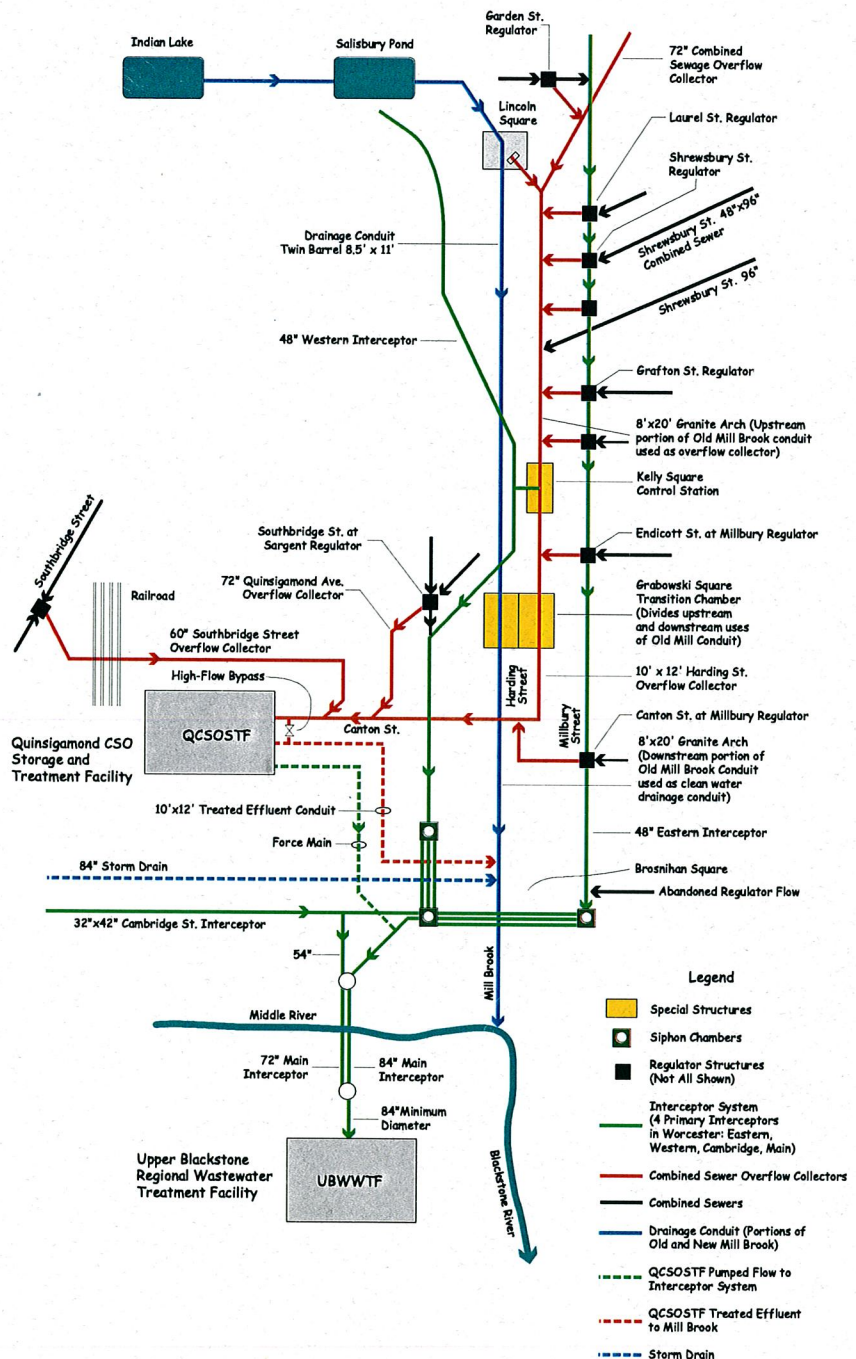 Garden St.
Regulator
Indian Lake
Salisbury Pond
72" Combined
Sewage Overflow
Collector
Lincoln
Square
Laurel St. Regulator
Shrewsbury St.
Regulator
Shrewsbury St. 48"x96"
Combined Sewer
Drainage Conduit
Twin Barrel 8.5' x 11'
Shrewsbury St. 96"
48" Western Interceptor
Grafton St. Regulator
8'x20' Granite Arch (Upstream
portion of Old Mill Brook conduit
used as overflow collector)
Kelly Square
Control Station
Southbridge St. at
Sargent Regulator
Endicott St. at Millbury Regulator
Southbridge Street
72" Quinsigamond Ave.
Overflow Collector
Railroad
Grabowski Square
Transition Chamber
(Divides upstream
and downstream uses
of Old Mill Conduit)
60" Southbridge Street
Overflow Collector
High-Flow Bypass
Harding
Street
10' x 12' Harding St.
Overflow Collector
Millbury
Street
Canton St. at Millbury Regulator
Canton St.
QCSOSTF
Quinsigamond CSO
Storage and
Treatment Facility
8'x20' Granite Arch
(Downstream portion of
Old Mill Brook Conduit
used as clean water
drainage conduit)
10'x12' Treated Effluent Conduit
Force Main
48" Eastern Interceptor
84" Storm Drain
Brosnihan Square
Abandoned Regulator Flow
32"x42" Cambridge St. Interceptor
54"
Mill Brook
Middle River
72" Main
Interceptor
84" Main
Interceptor
84"Minimum
Diameter
Upper Blackstone
Regional Wastewater
Treatment Facility
UBWWTF
Blackstone River
Legend
Special Structures
Siphon Chambers
Regulator Structures
(Not All Shown)
Interceptor System
(4 Primary Interceptors
in Worcester: Eastern,
Western, Cambridge, Main)
Combined Sewer Overflow Collectors
Combined Sewers
Drainage Conduit (Portions of
Old and New Mill Brook)
QCSOSTF Pumped Flow to
Interceptor System
QCSOSTF Treated Effluent
to Mill Brook
Storm Drain